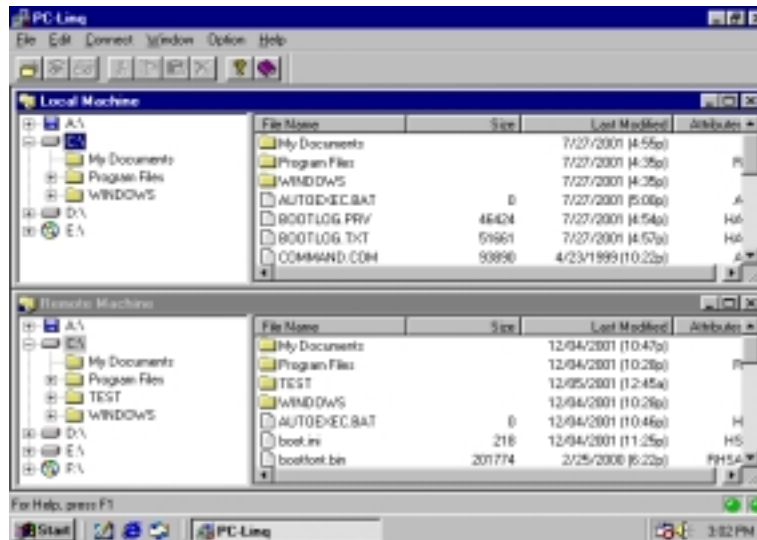 PC-Linq
File Edit Connect Window Option Help
Local Machine
A:\
C:\
My Documents
Program Files
WINDOWS
D:\
E:\
File Name Size Last Modified Attributes
My Documents 7/27/2001 (4:55p)
Program Files 7/27/2001 (4:35p) R
WINDOWS 7/27/2001 (4:35p)
AUTOEXEC.BAT 0 7/27/2001 (5:00p) A
BOOTLOG.PRV 46424 7/27/2001 (4:54p) HA
BOOTLOG.TXT 51661 7/27/2001 (4:57p) HA
COMMAND.COM 93890 4/23/1999 (10:22p) A
Remote Machine
A:\
C:\
My Documents
Program Files
TEST
WINDOWS
D:\
E:\
F:\
File Name Size Last Modified Attributes
My Documents 12/04/2001 (10:47p)
Program Files 12/04/2001 (10:28p) R
TEST 12/05/2001 (12:45a)
WINDOWS 12/04/2001 (10:28p)
AUTOEXEC.BAT 0 12/04/2001 (10:46p) H
boot.ini 218 12/04/2001 (11:25p) HS
bootfont.bin 201774 2/25/2000 (6:22p) RHSA
For Help, press F1
Start PC-Linq 3:02 PM